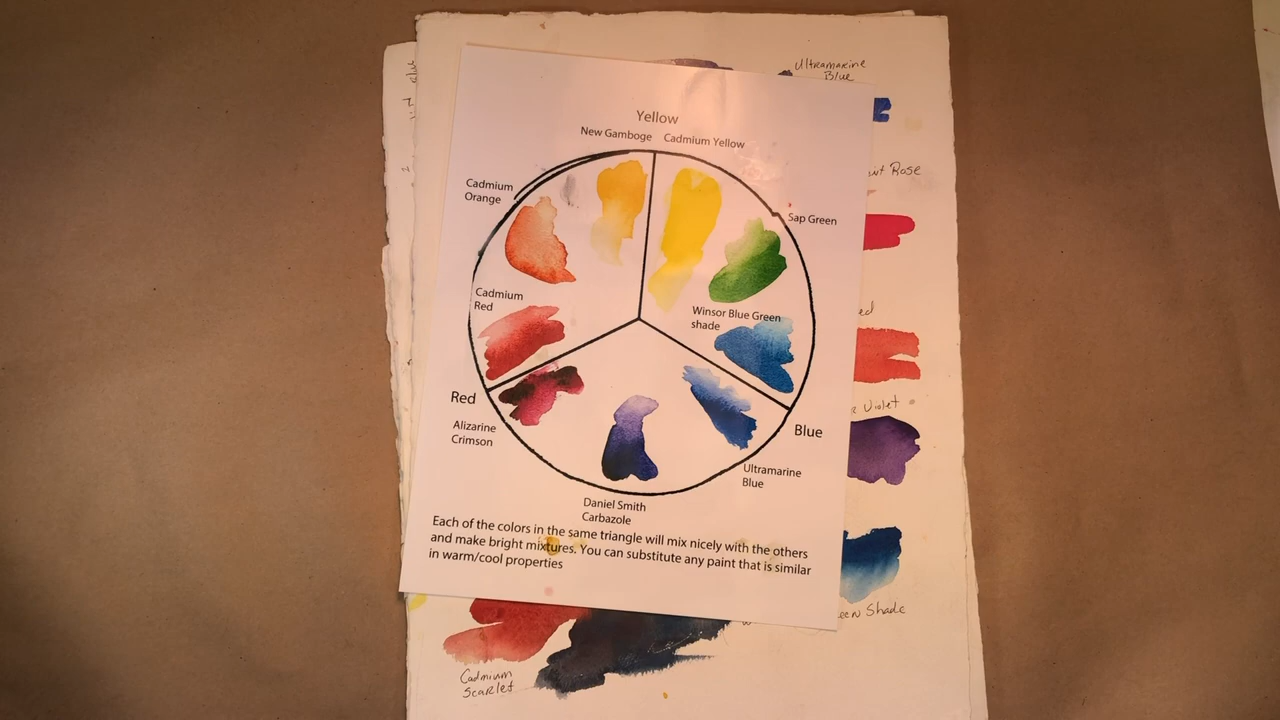 Yellow
New Gamboge Cadmium Yellow
Cadmium
Orange
Sap Green
Cadmium
Red
Winsor Blue Green
shade
Red
Blue
Alizarine
Crimson
Ultramarine
Blue
Daniel Smith
Carbazole
Each of the colors in the same triangle will mix nicely with the others
and make bright mixtures. You can substitute any paint that is similar
in warm/cool properties
Ultramarine
Blue
Rose
Violet
Shade
Cadmium
Scarlet